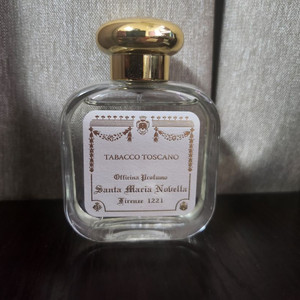 TABACCO TOSCANO
Officina Profumo
Santa Maria Novella
Firenze 1221